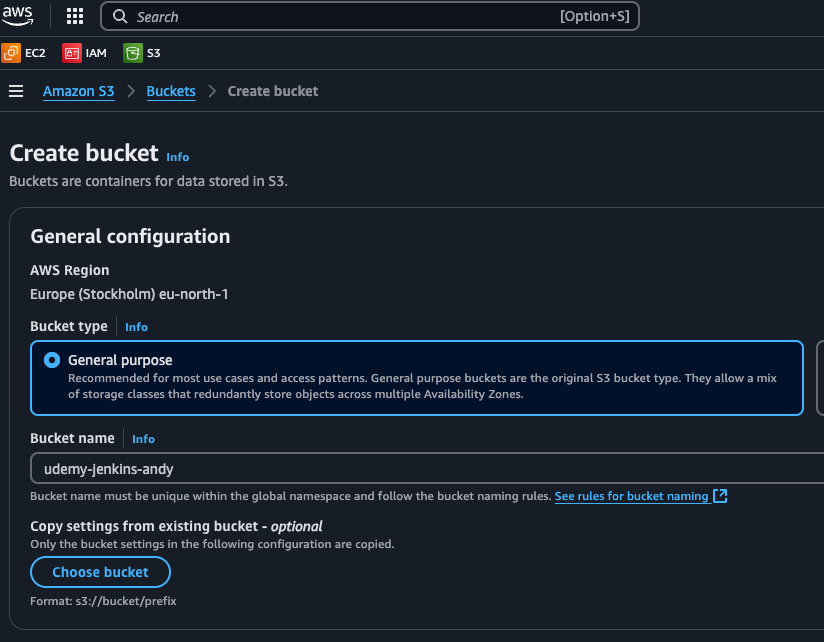 aws
Search [Option+S]
EC2 IAM S3
Amazon S3 > Buckets > Create bucket
Create bucket Info
Buckets are containers for data stored in S3.
General configuration
AWS Region
Europe (Stockholm) eu-north-1
Bucket type Info
General purpose
Recommended for most use cases and access patterns. General purpose buckets are the original S3 bucket type. They allow a mix
of storage classes that redundantly store objects across multiple Availability Zones.
Bucket name Info
udemy-jenkins-andy
Bucket name must be unique within the global namespace and follow the bucket naming rules. See rules for bucket naming
Copy settings from existing bucket - optional
Only the bucket settings in the following configuration are copied.
Choose bucket
Format: s3://bucket/prefix